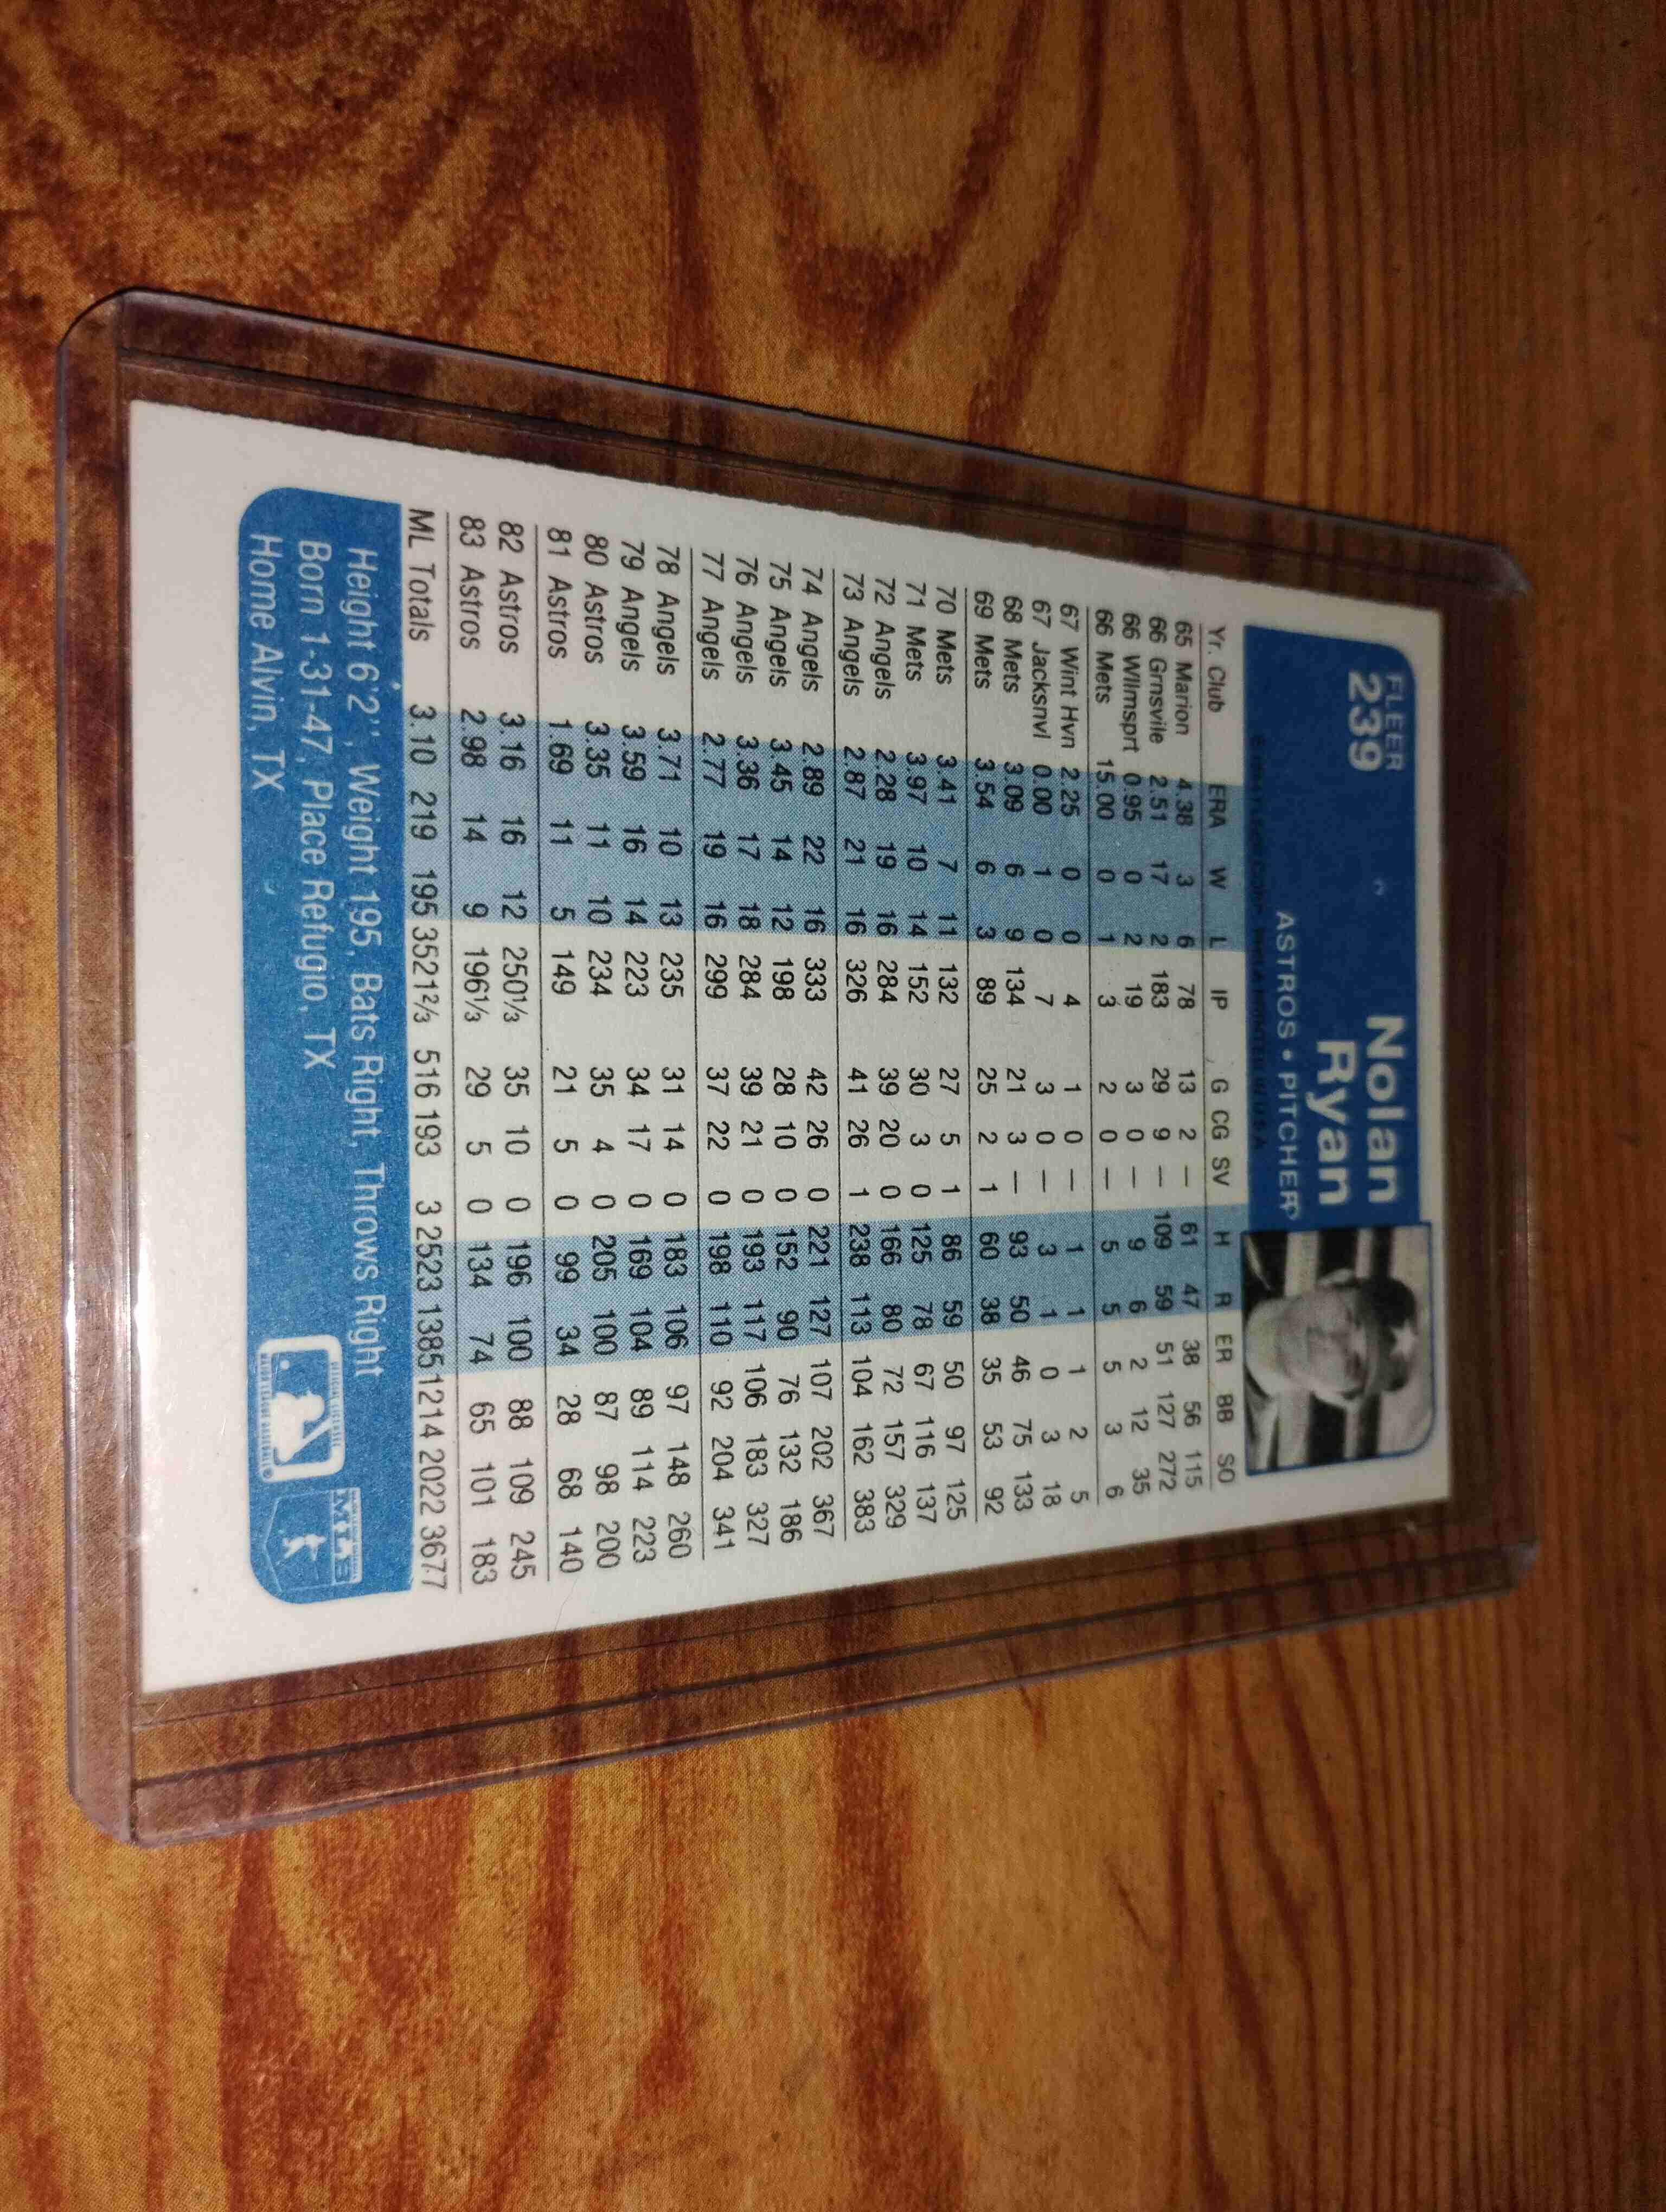 FLEER
239
Nolan
Ryan
ASTROS • PITCHER
Yr. Club ERA W L IP G CG SV H R ER BB SO
65 Marion 4.38 3 6 78 13 2 — 61 47 38 56 115
66 Grnsvile 2.51 17 2 183 29 9 — 109 59 51 127 272
66 Wlmsprt 0.95 0 2 19 3 0 — 9 6 2 12 35
66 Mets 15.00 0 1 3 2 0 — 5 5 5 3 6
67 Wint Hvn 2.25 0 0 4 1 0 — 1 1 1 2 5
67 Jacksnvl 0.00 1 0 7 3 0 — 3 1 0 3 18
68 Mets 3.09 6 9 134 21 3 — 93 50 46 75 133
69 Mets 3.54 6 3 89 25 2 1 60 38 35 53 92
70 Mets 3.41 7 11 132 27 5 1 86 59 50 97 125
71 Mets 3.97 10 14 152 30 3 0 125 78 67 116 137
72 Angels 2.28 19 16 284 39 20 0 166 80 72 157 329
73 Angels 2.87 21 16 326 41 26 1 238 113 104 162 383
74 Angels 2.89 22 16 333 42 26 0 221 127 107 202 367
75 Angels 3.45 14 12 198 28 10 0 152 90 76 132 186
76 Angels 3.36 17 18 284 39 21 0 193 117 106 183 327
77 Angels 2.77 19 16 299 37 22 0 198 110 92 204 341
78 Angels 3.71 10 13 235 31 14 0 183 106 97 148 260
79 Angels 3.59 16 14 223 34 17 0 169 104 89 114 223
80 Astros 3.35 11 10 234 35 4 0 205 100 87 98 200
81 Astros 1.69 11 5 149 21 5 0 99 34 28 68 140
82 Astros 3.16 16 12 250⅓ 35 10 0 196 100 88 109 245
83 Astros 2.98 14 9 196⅓ 29 5 0 134 74 65 101 183
ML Totals 3.10 219 195 3521⅔ 516 193 3 2523 1385 1214 2022 3677
Height 6'2'', Weight 195, Bats Right, Throws Right
Born 1-31-47, Place Refugio, TX
Home Alvin, TX
MLB